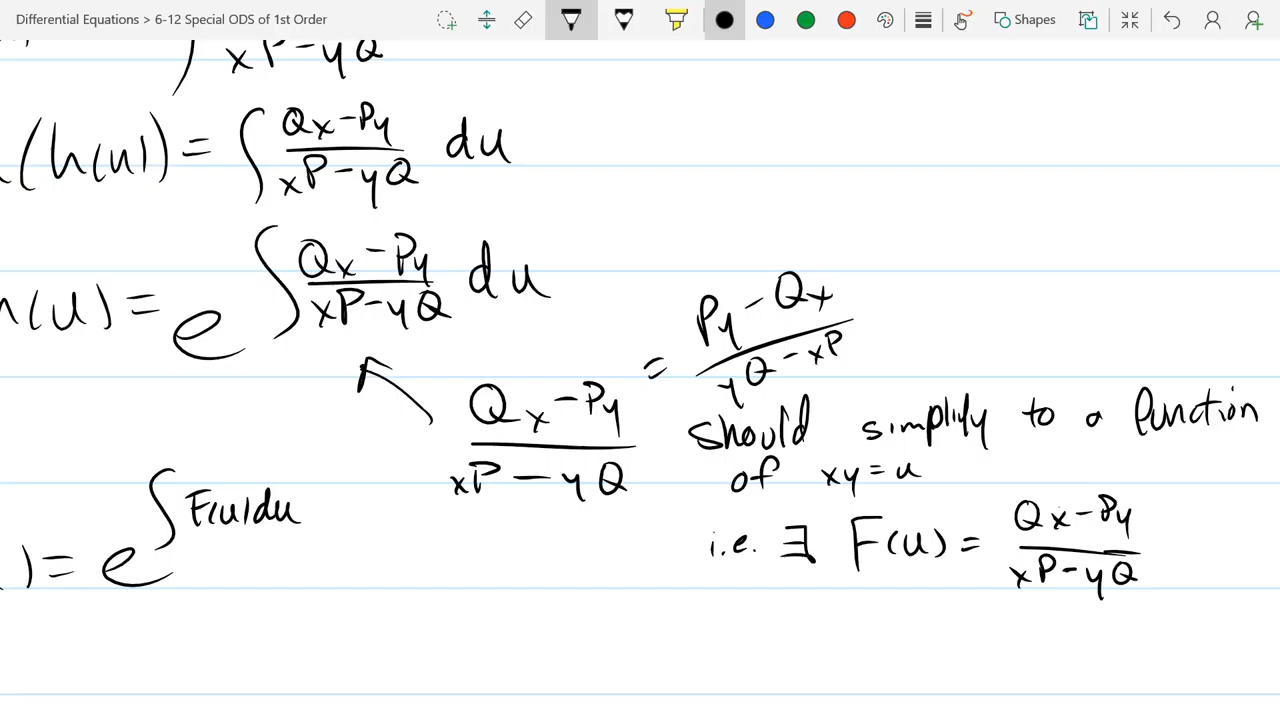 Differential Equations > 6-12 Special ODS of 1st Order
Shapes
xP - yQ
(h(u)) = ∫ (Qx - Py)/(xP - yQ) du
h(u) = e^∫ (Qx - Py)/(xP - yQ) du
(Qx - Py)/(xP - yQ) = (Py - Qx)/(yQ - xP)
should simplify to a function
of xy = u
i.e. ∃ F(u) = (Qx - Py)/(xP - yQ)
) = e^∫ F(u)du